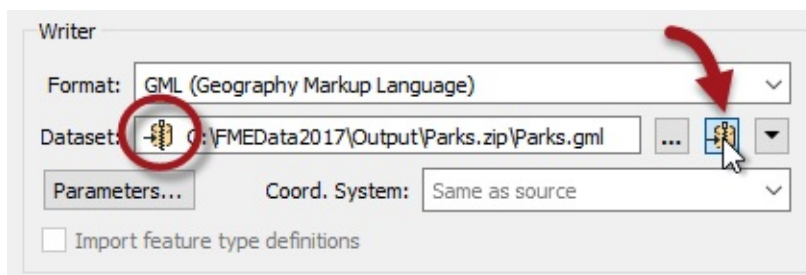 Writer
Format: GML (Geography Markup Language)
Dataset: C:\FMEData2017\Output\Parks.zip\Parks.gml ...
Parameters... Coord. System: Same as source
Import feature type definitions